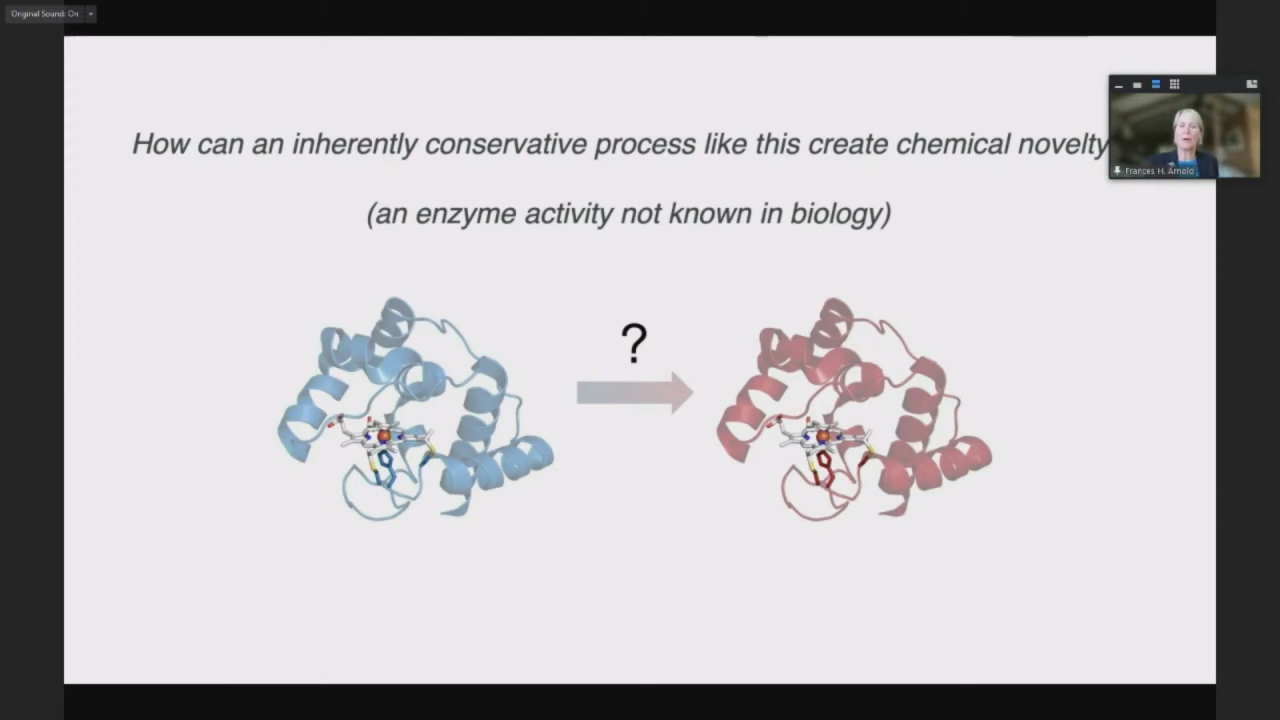 Original Sound: On
How can an inherently conservative process like this create chemical novelty
Frances H. Arnold
(an enzyme activity not known in biology)
?